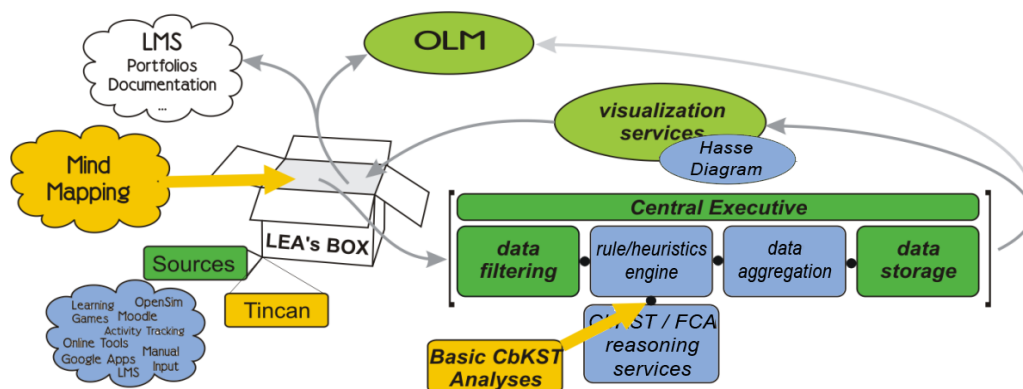 LMS
Portfolios
Documentation
...
OLM
visualization
services
Hasse
Diagram
Mind
Mapping
LEA's BOX
Central Executive
data
filtering
rule/heuristics
engine
data
aggregation
data
storage
Sources
Tincan
Learning
Games
OpenSim
Moodle
Activity Tracking
Online Tools
Google Apps
Manual
Input
LMS
/ FCA
reasoning
services
Basic CbKST
Analyses